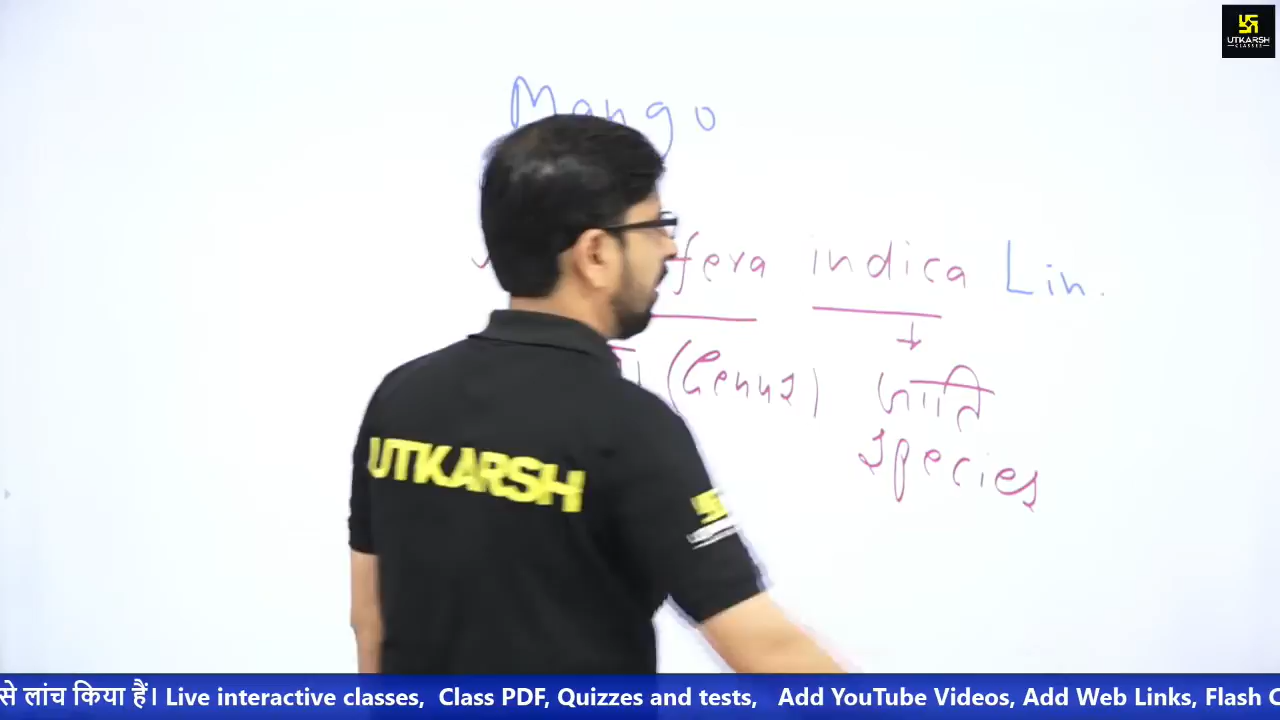 UTKARSH
CLASSES
Mango
fera indica Lin.
(Genus) जाति
species
UTKARSH
से लांच किया हैं। Live interactive classes, Class PDF, Quizzes and tests, Add YouTube Videos, Add Web Links, Flash C